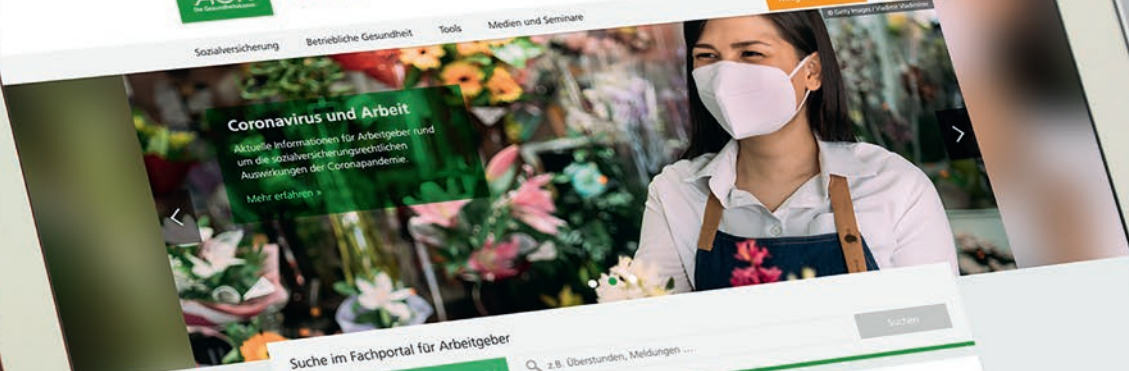 AOK
Die Gesundheitskasse.
Sozialversicherung
Betriebliche Gesundheit
Tools
Medien und Seminare
© Getty Images / Vladimir Vladimirov
Coronavirus und Arbeit
Aktuelle Informationen für Arbeitgeber rund
um die sozialversicherungsrechtlichen
Auswirkungen der Coronapandemie.
Mehr erfahren »
Suche im Fachportal für Arbeitgeber
z.B. Überstunden, Meldungen ...
Suchen